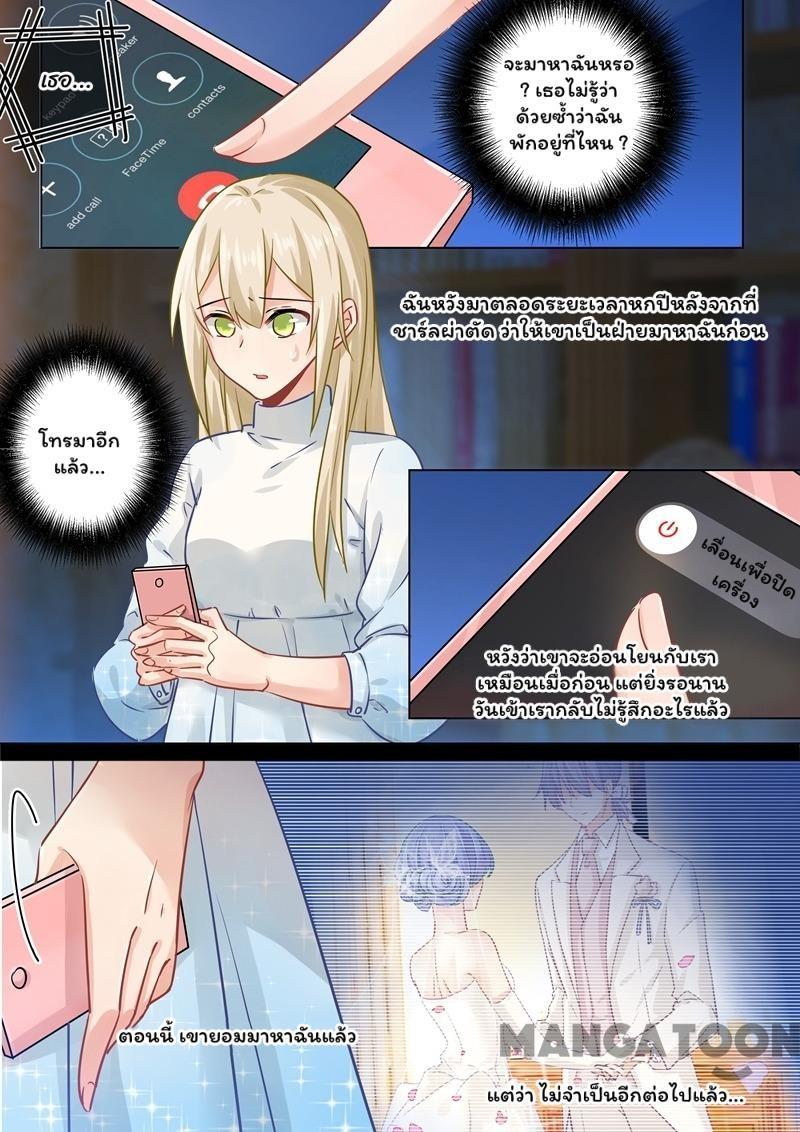 เธอ...
speaker
keypad
contacts
FaceTime
add call
จะมาหาฉันหรอ
? เธอไม่รู้ว่า
ด้วยซ้ำว่าฉัน
พักอยู่ที่ไหน ?
ฉันหวังมาตลอดระยะเวลาหกปีหลังจากที่
ชาร์ลผ่าตัด ว่าให้เขาเป็นฝ่ายมาหาฉันก่อน
โทรมาอีก
แล้ว...
เลื่อนเพื่อปิด
เครื่อง
หวังว่าเขาจะอ่อนโยนกับเรา
เหมือนเมื่อก่อน แต่ยิ่งรอนาน
วันเข้าเรากลับไม่รู้สึกอะไรแล้ว
ตอนนี้ เขายอมมาหาฉันแล้ว
MANGATOON
แต่ว่า ไม่จำเป็นอีกต่อไปแล้ว...